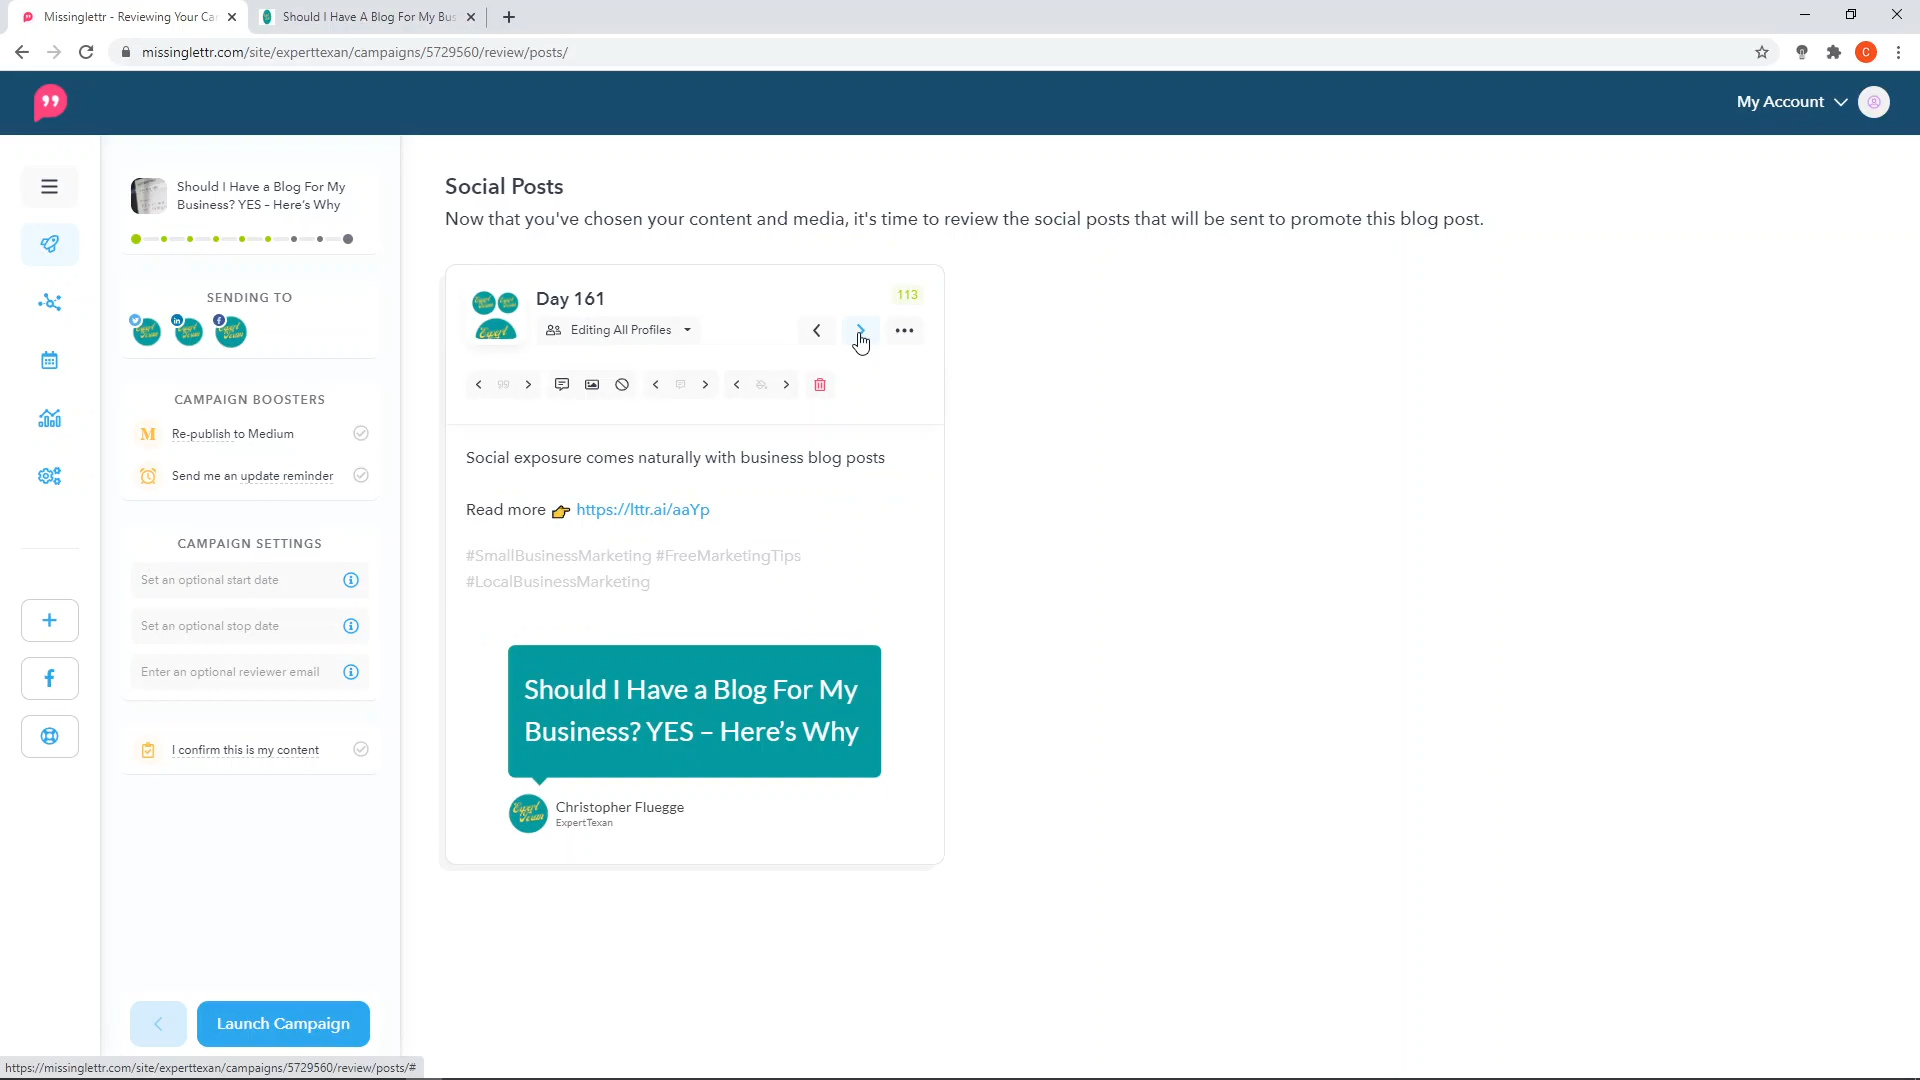 Missinglettr - Reviewing Your Car
Should I Have A Blog For My Bus
missinglettr.com/site/experttexan/campaigns/5729560/review/posts/
C
My Account
Should I Have a Blog For My
Business? YES – Here's Why
SENDING TO
CAMPAIGN BOOSTERS
M Re-publish to Medium
Send me an update reminder
CAMPAIGN SETTINGS
Set an optional start date
Set an optional stop date
Enter an optional reviewer email
I confirm this is my content
Launch Campaign
Social Posts
Now that you've chosen your content and media, it's time to review the social posts that will be sent to promote this blog post.
Day 161
113
Editing All Profiles
Social exposure comes naturally with business blog posts
Read more 👉 https://lttr.ai/aaYp
#SmallBusinessMarketing #FreeMarketingTips
#LocalBusinessMarketing
Should I Have a Blog For My
Business? YES – Here's Why
Expert Texan
Christopher Fluegge
ExpertTexan
https://missinglettr.com/site/experttexan/campaigns/5729560/review/posts/#